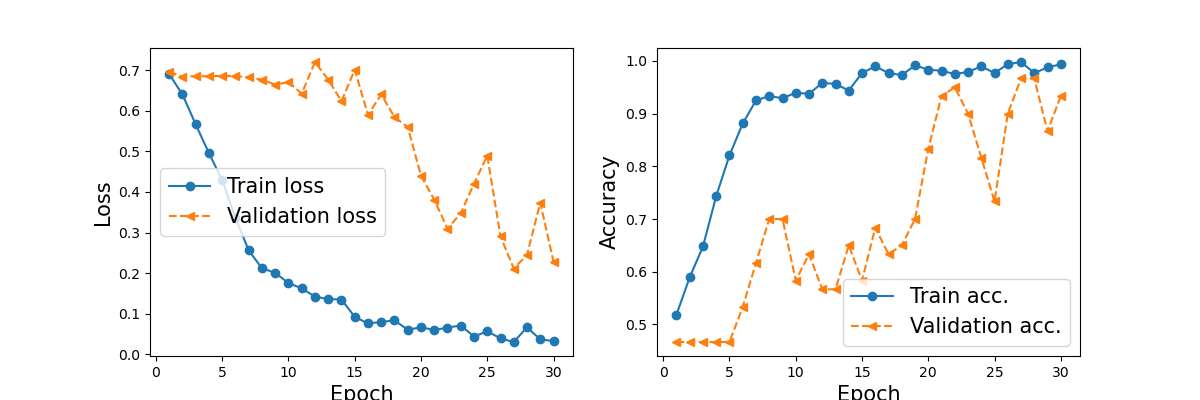 0.7
0.6
0.5
0.4
0.3
0.2
0.1
0.0
Loss
Train loss
Validation loss
0 5 10 15 20 25 30
Epoch
1.0
0.9
0.8
0.7
0.6
0.5
Accuracy
Train acc.
Validation acc.
0 5 10 15 20 25 30
Epoch